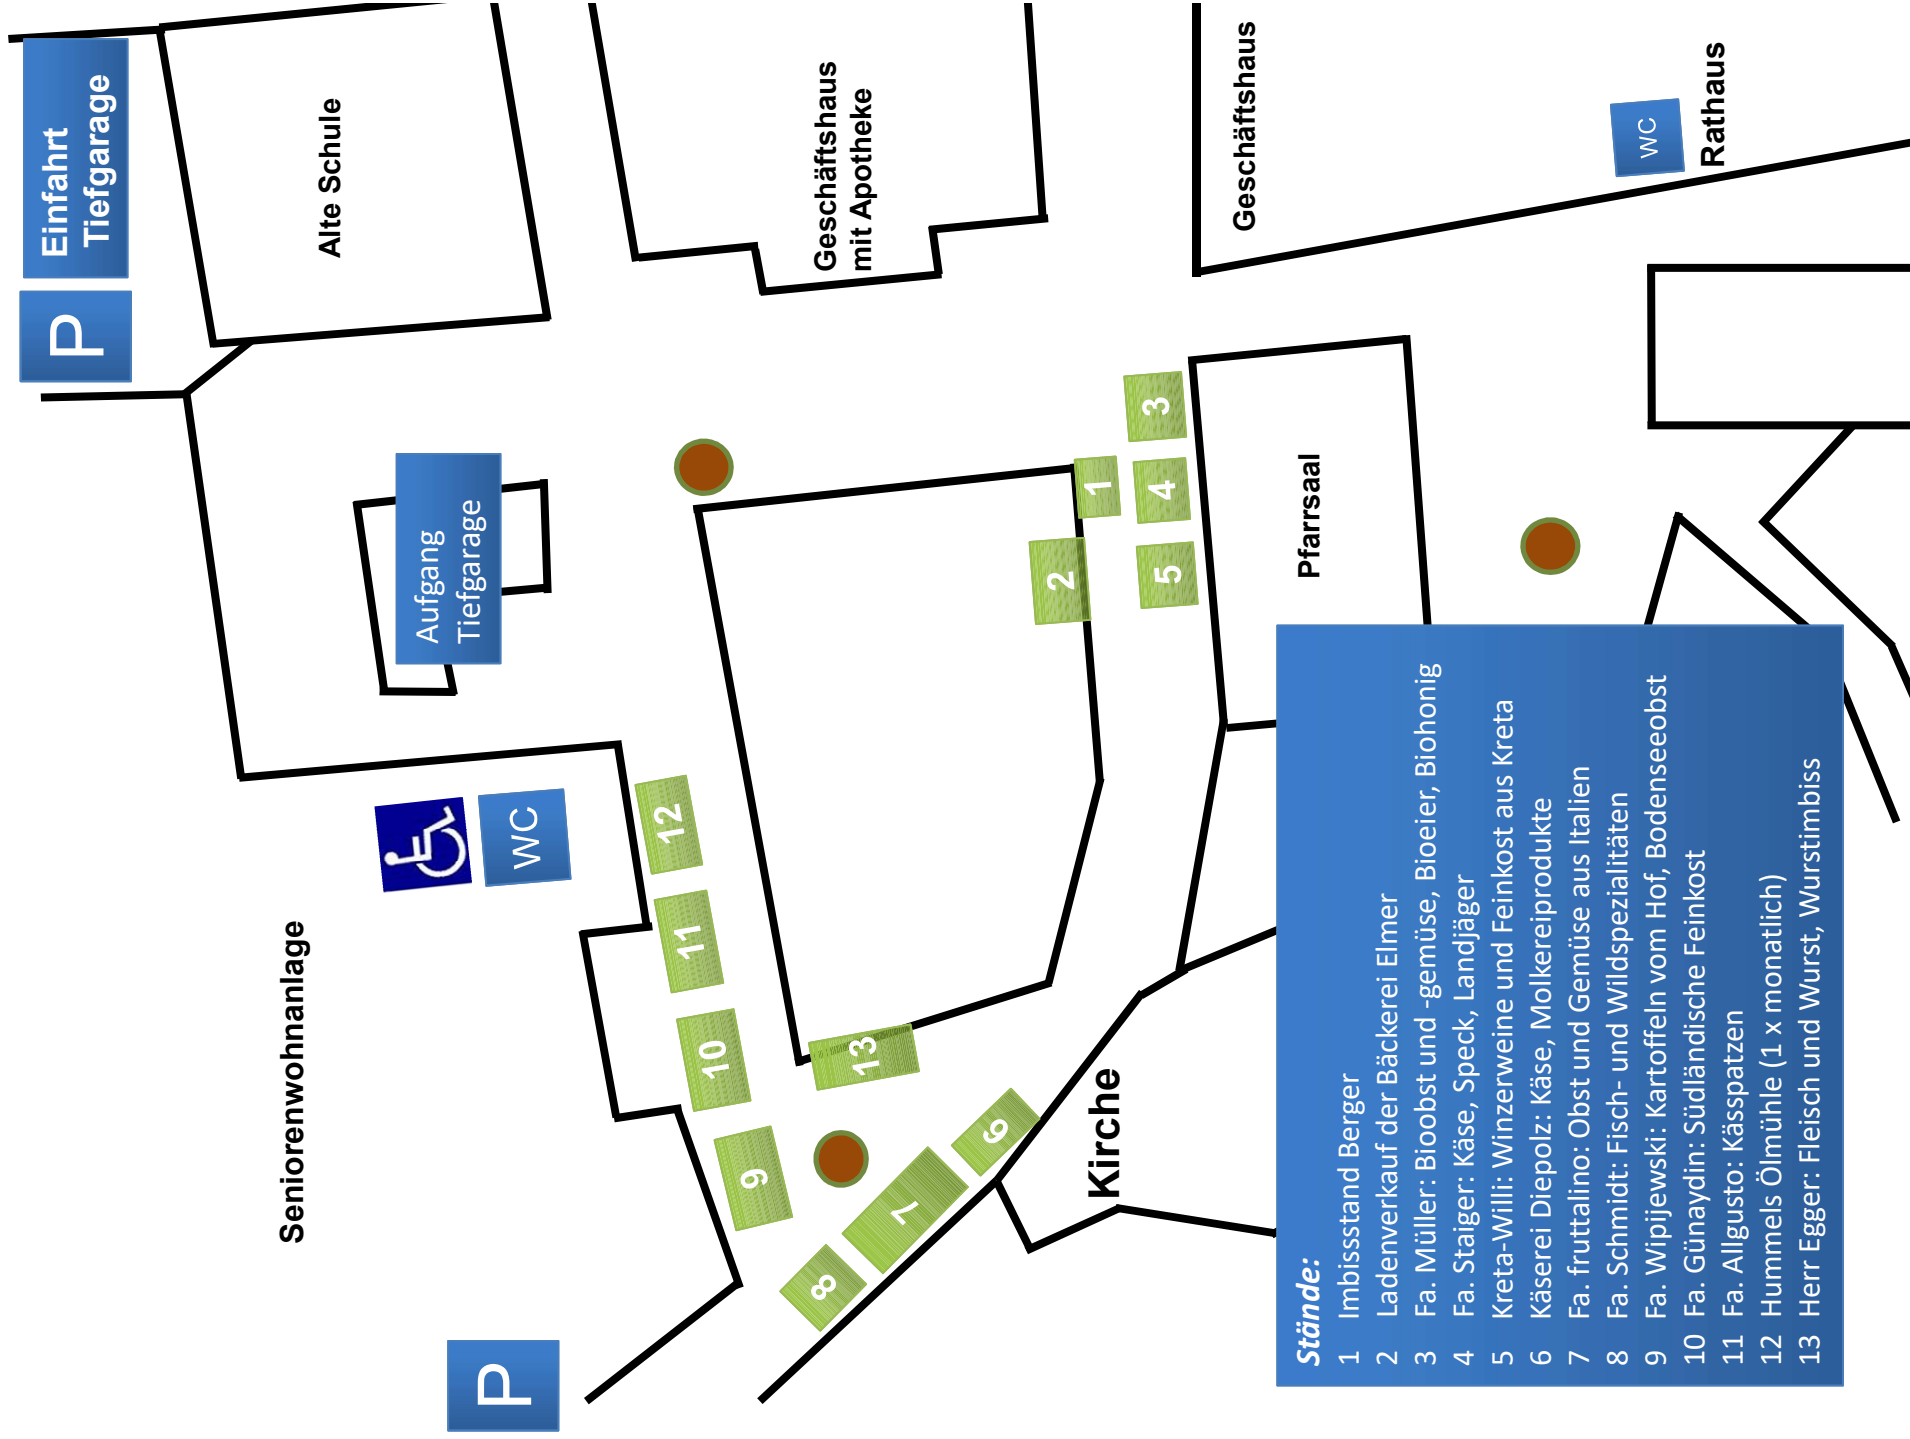 P
Einfahrt
Tiefgarage
Alte Schule
Aufgang
Tiefgarage
Geschäftshaus
mit Apotheke
Geschäftshaus
WC
Rathaus
Seniorenwohnanlage
WC
P
12
11
10
9
8
7
6
13
2
1
3
4
5
Pfarrsaal
Kirche
Stände:
1 Imbissstand Berger
2 Ladenverkauf der Bäckerei Elmer
3 Fa. Müller: Bioobst und -gemüse, Bioeier, Biohonig
4 Fa. Staiger: Käse, Speck, Landjäger
5 Kreta-Willi: Winzerweine und Feinkost aus Kreta
6 Käserei Diepolz: Käse, Molkereiprodukte
7 Fa. fruttalino: Obst und Gemüse aus Italien
8 Fa. Schmidt: Fisch- und Wildspezialitäten
9 Fa. Wipijewski: Kartoffeln vom Hof, Bodenseeobst
10 Fa. Günaydin: Südländische Feinkost
11 Fa. Allgusto: Kässpatzen
12 Hummels Ölmühle (1 x monatlich)
13 Herr Egger: Fleisch und Wurst, Wurstimbiss